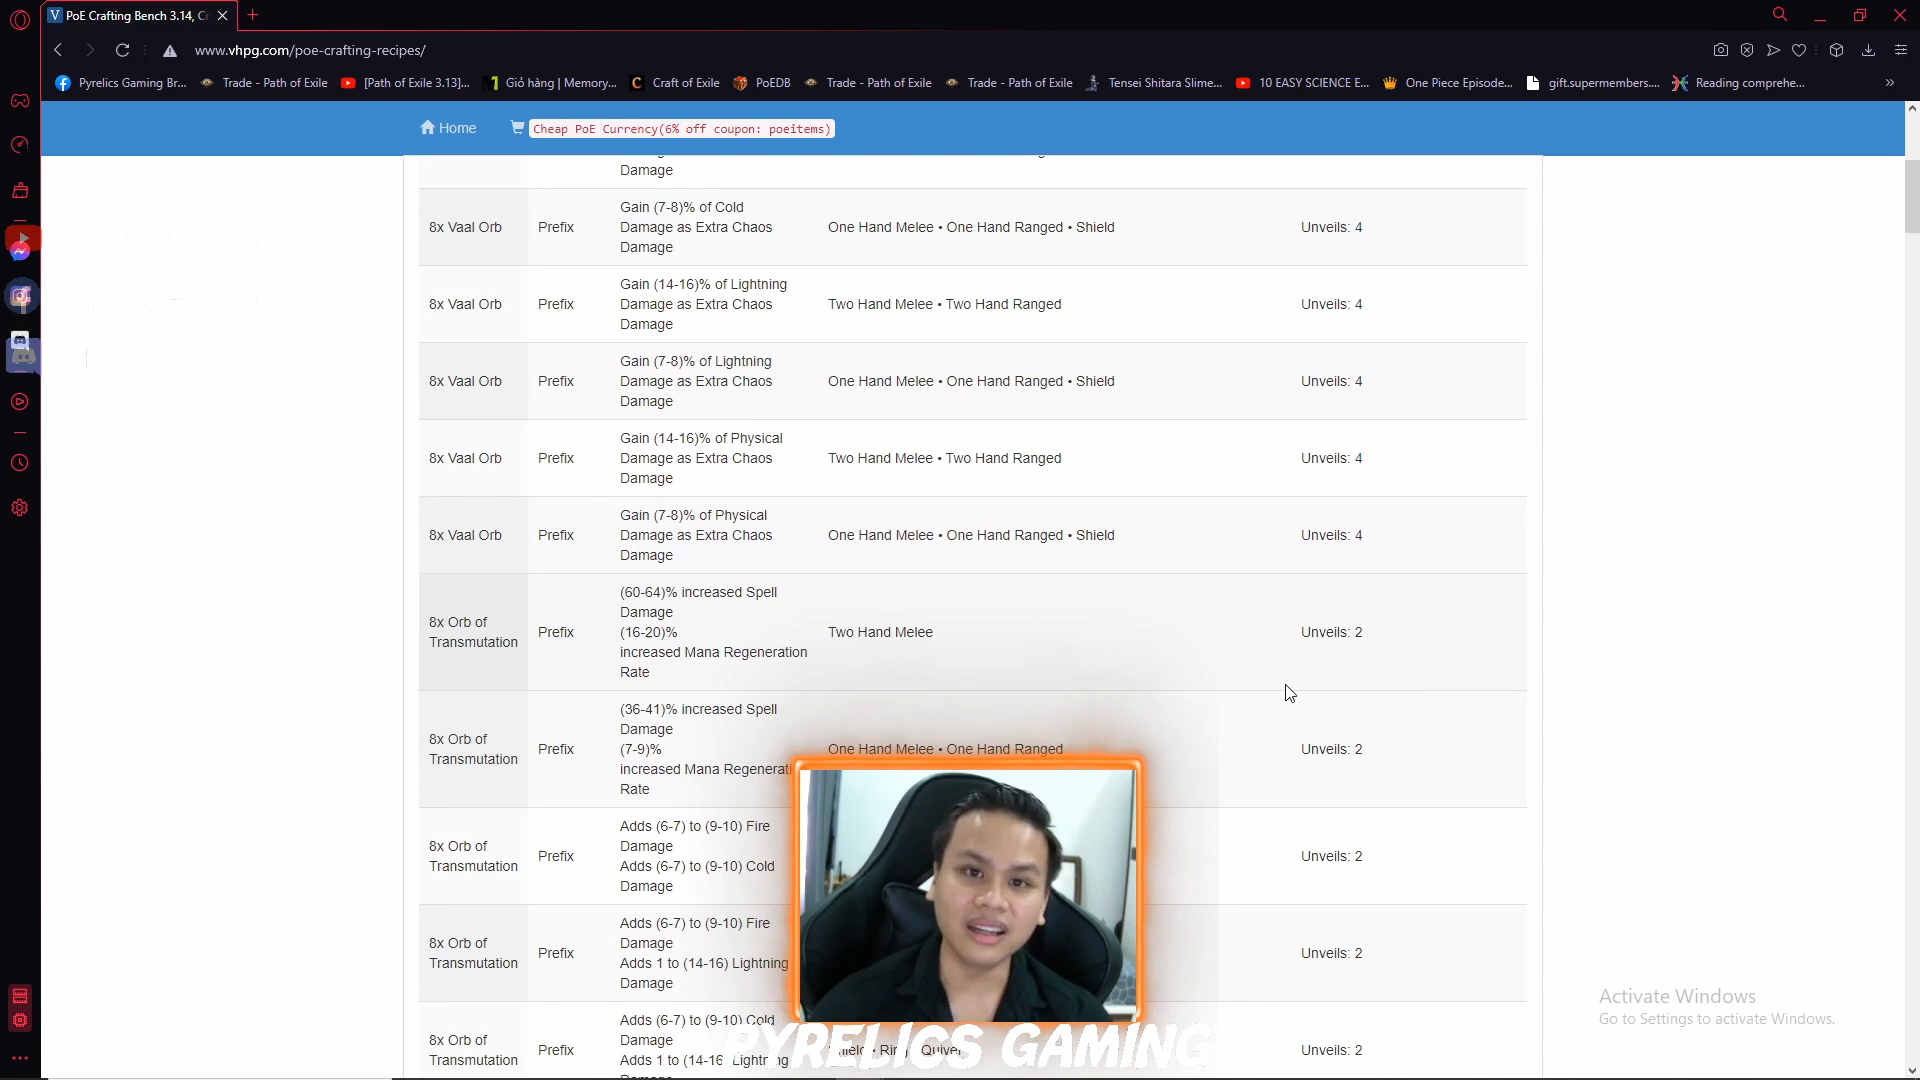 PoE Crafting Bench 3.14, C
www.vhpg.com/poe-crafting-recipes/
Pyrelics Gaming Br... Trade - Path of Exile [Path of Exile 3.13]... Giỏ hàng | Memory... Craft of Exile PoEDB Trade - Path of Exile Trade - Path of Exile Tensei Shitara Slime... 10 EASY SCIENCE E... One Piece Episode... gift.supermembers.... Reading comprehe...
Home Cheap PoE Currency(6% off coupon: poeitems)
Damage
8x Vaal Orb Prefix Gain (7-8)% of Cold
Damage as Extra Chaos
Damage One Hand Melee • One Hand Ranged • Shield Unveils: 4
8x Vaal Orb Prefix Gain (14-16)% of Lightning
Damage as Extra Chaos
Damage Two Hand Melee • Two Hand Ranged Unveils: 4
8x Vaal Orb Prefix Gain (7-8)% of Lightning
Damage as Extra Chaos
Damage One Hand Melee • One Hand Ranged • Shield Unveils: 4
8x Vaal Orb Prefix Gain (14-16)% of Physical
Damage as Extra Chaos
Damage Two Hand Melee • Two Hand Ranged Unveils: 4
8x Vaal Orb Prefix Gain (7-8)% of Physical
Damage as Extra Chaos
Damage One Hand Melee • One Hand Ranged • Shield Unveils: 4
8x Orb of
Transmutation Prefix (60-64)% increased Spell
Damage
(16-20)%
increased Mana Regeneration
Rate Two Hand Melee Unveils: 2
8x Orb of
Transmutation Prefix (36-41)% increased Spell
Damage
(7-9)%
increased Mana Regenerati
Rate One Hand Melee • One Hand Ranged Unveils: 2
8x Orb of
Transmutation Prefix Adds (6-7) to (9-10) Fire
Damage
Adds (6-7) to (9-10) Cold
Damage Unveils: 2
8x Orb of
Transmutation Prefix Adds (6-7) to (9-10) Fire
Damage
Adds 1 to (14-16) Lightning
Damage Unveils: 2
8x Orb of
Transmutation Prefix Adds (6-7) to (9-10) Cold
Damage
Adds 1 to (14-16) Lightning
Shield • Ring • Quiver Unveils: 2
PYRELICS GAMING
Activate Windows
Go to Settings to activate Windows.